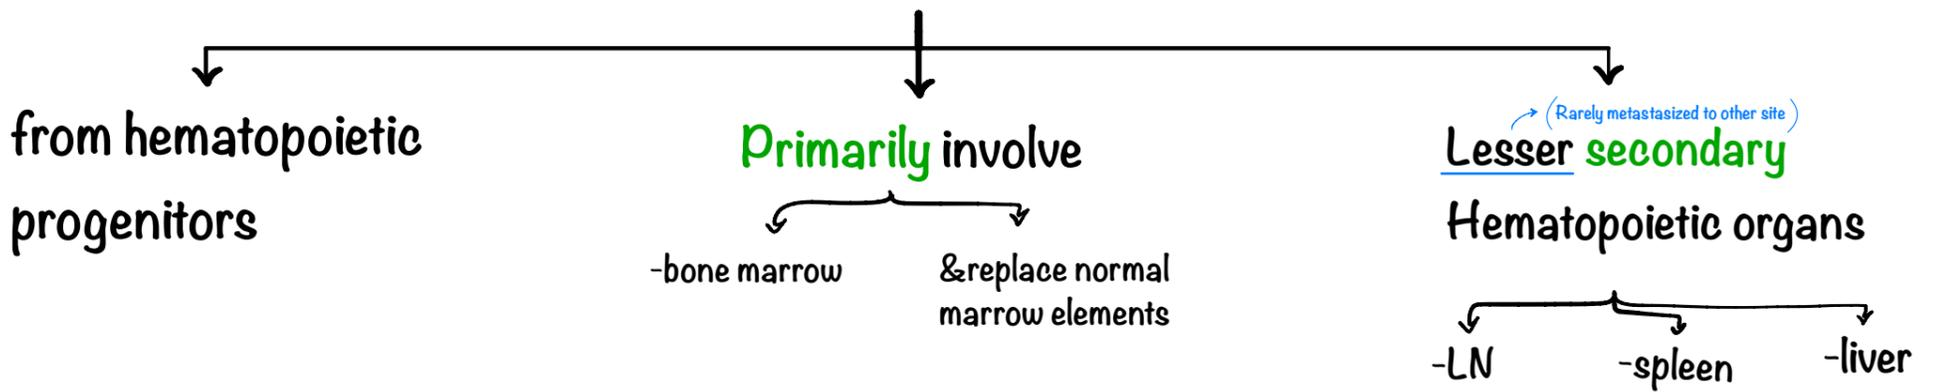 from hematopoietic
progenitors
Primarily involve
-bone marrow
&replace normal
marrow elements
(Rarely metastasized to other site)
Lesser secondary
Hematopoietic organs
-LN
-spleen
-liver